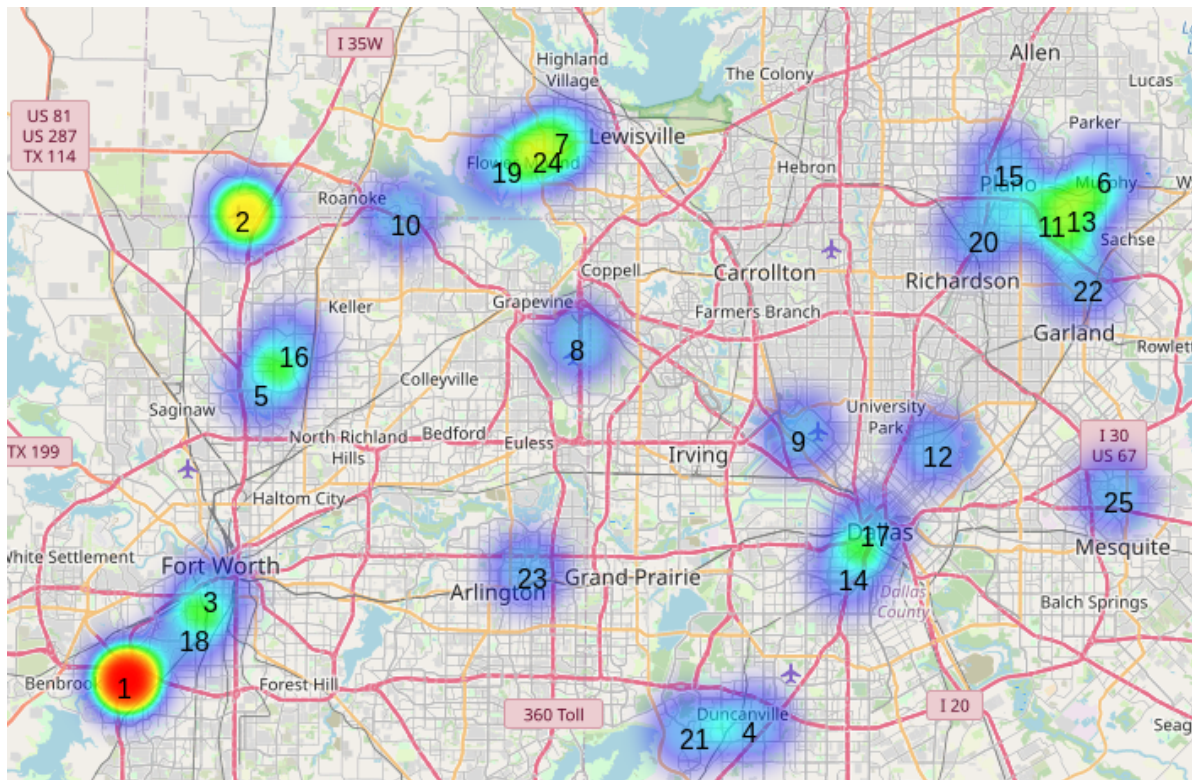 I 35W
Highland
Village
Allen
The Colony
Lucas
US 81
US 287
TX 114
Parker
Lewisville
7
24
19
Hebron
15
Plano
6
Murphy
Roanoke
2
10
11
13
20
Sachse
Coppell
Carrollton
Richardson
22
Grapevine
Keller
Farmers Branch
Garland
8
16
Rowlett
Colleyville
5
Saginaw
University
Park
North Richland
Hills
Bedford
Euless
9
I 30
US 67
TX 199
Irving
12
Haltom City
25
Dallas
17
White Settlement
Fort Worth
Mesquite
23
Grand Prairie
14
Arlington
Dallas
County
3
Balch Springs
18
Benbrook
1
Forest Hill
360 Toll
I 20
Duncanville
4
21